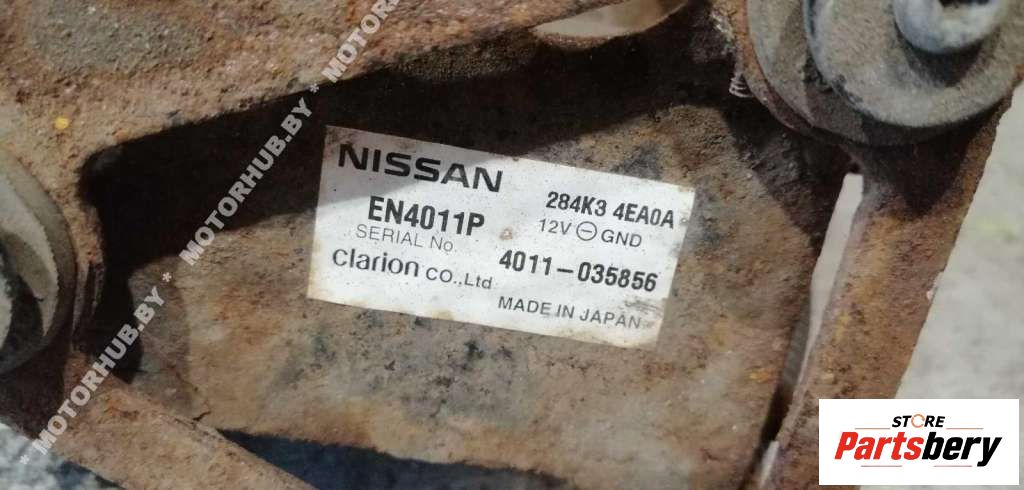 NISSAN
284K3 4EA0A
EN4011P
12V ⊖ GND
SERIAL No.
4011-035856
clarion co.,Ltd
MADE IN JAPAN
* MOTORHUB.BY * MOTORHUB.BY * MOTORHUB
STORE
Partsbery